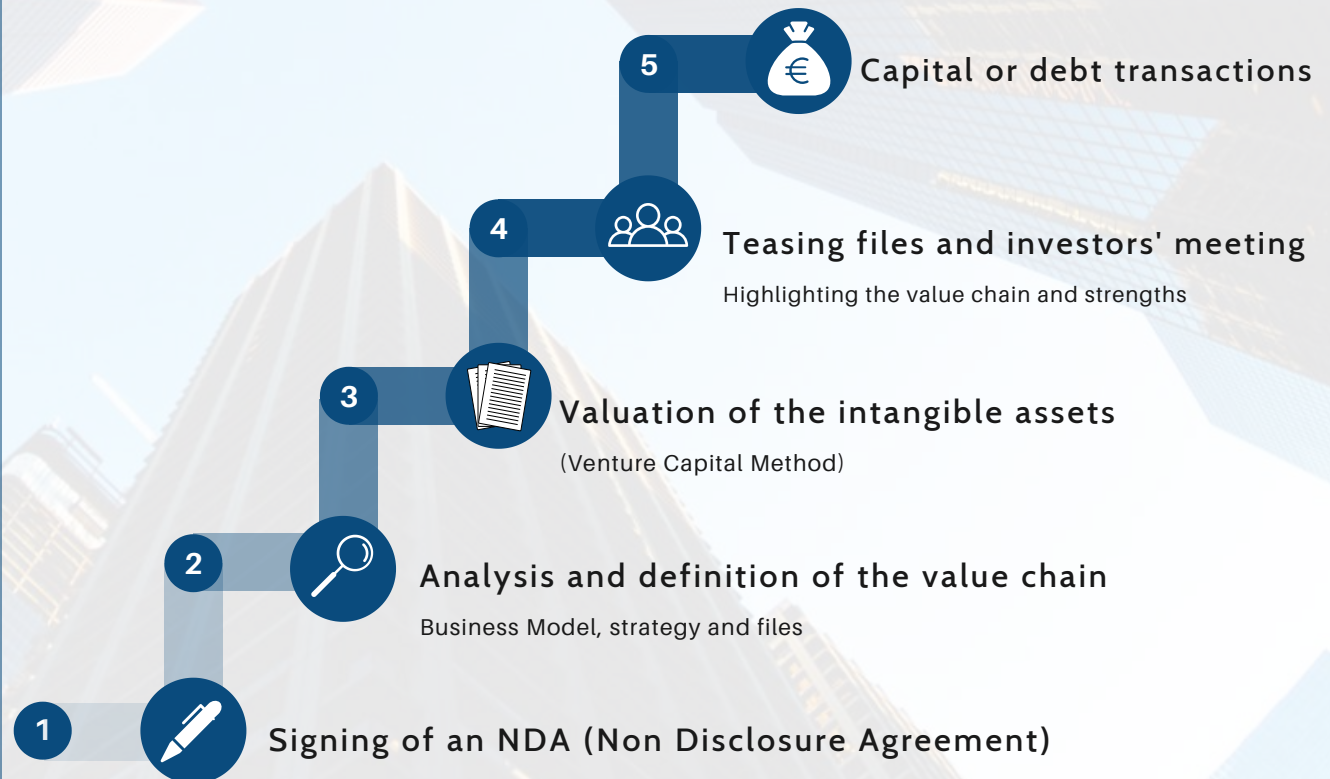 5
€
Capital or debt transactions
4
Teasing files and investors' meeting
Highlighting the value chain and strengths
3
Valuation of the intangible assets
(Venture Capital Method)
2
Analysis and definition of the value chain
Business Model, strategy and files
1
Signing of an NDA (Non Disclosure Agreement)